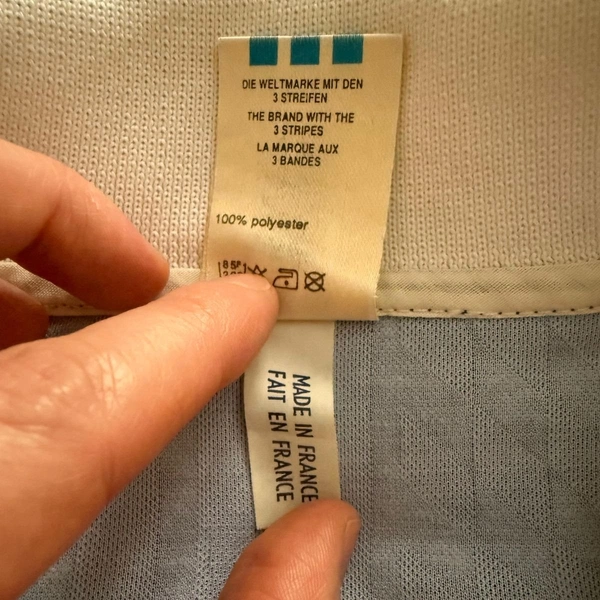 DIE WELTMARKE MIT DEN
3 STREIFEN
THE BRAND WITH THE
3 STRIPES
LA MARQUE AUX
3 BANDES
100% polyester
MADE IN FRANCE
FAIT EN FRANCE